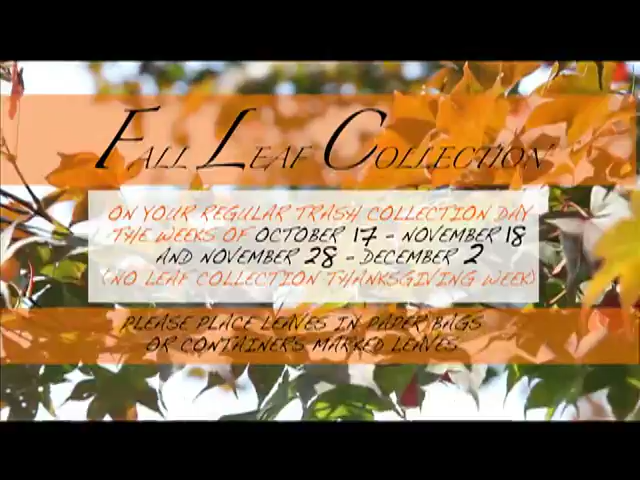 FALL LEAF COLLECTION
ON YOUR REGULAR TRASH COLLECTION DAY
THE WEEKS OF OCTOBER 17 - NOVEMBER 18
AND NOVEMBER 28 - DECEMBER 2
(NO LEAF COLLECTION THANKSGIVING WEEK)
PLEASE PLACE LEAVES IN PAPER BAGS
OR CONTAINERS MARKED LEAVES